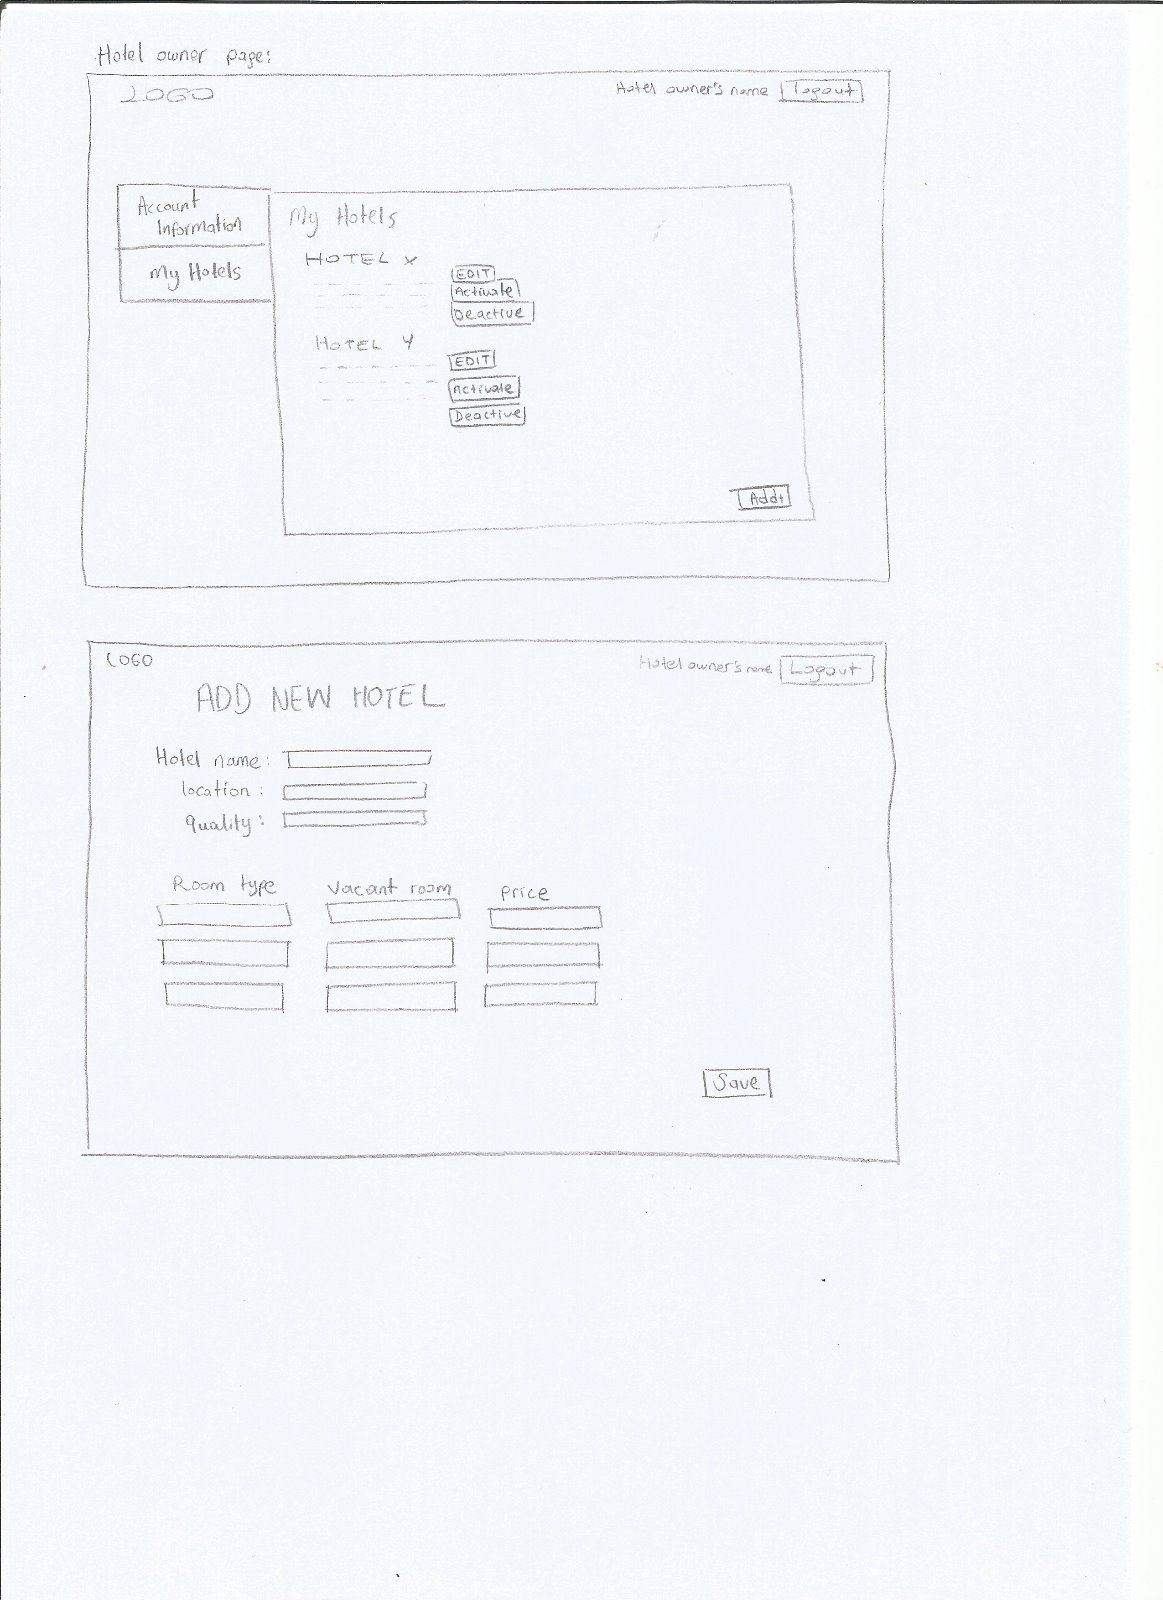 Hotel owner page:
LOGO
Hotel owner's name Logout
Account
Information
My Hotels
My Hotels
HOTEL X
EDIT
Activate
Deactive
HOTEL Y
EDIT
Activate
Deactive
Add+
LOGO
Hotel owner's name Logout
ADD NEW HOTEL
Hotel name:
location:
quality:
Room type Vacant room price
Save